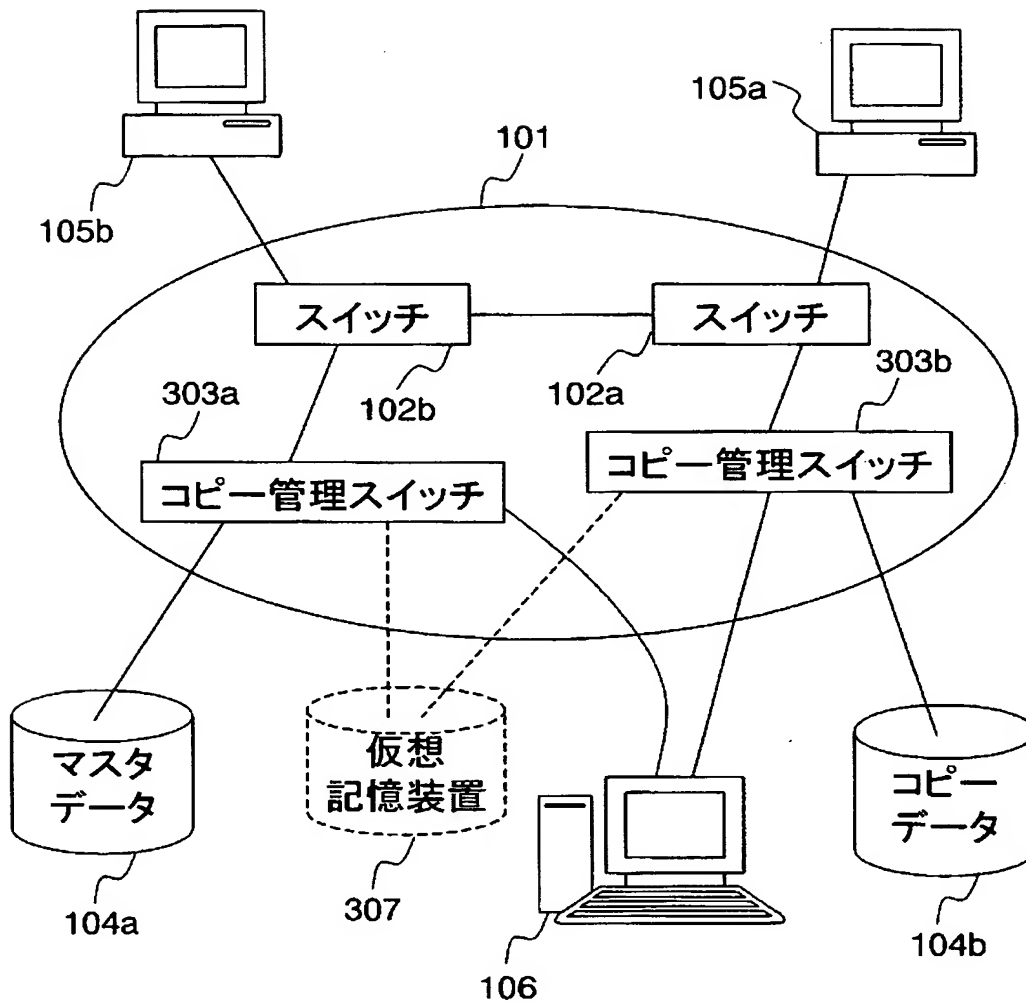 105a
101
105b
スイッチ
スイッチ
303a
102b
102a
303b
コピー管理スイッチ
コピー管理スイッチ
マスタ
データ
仮想
記憶装置
コピー
データ
104a
307
106
104b